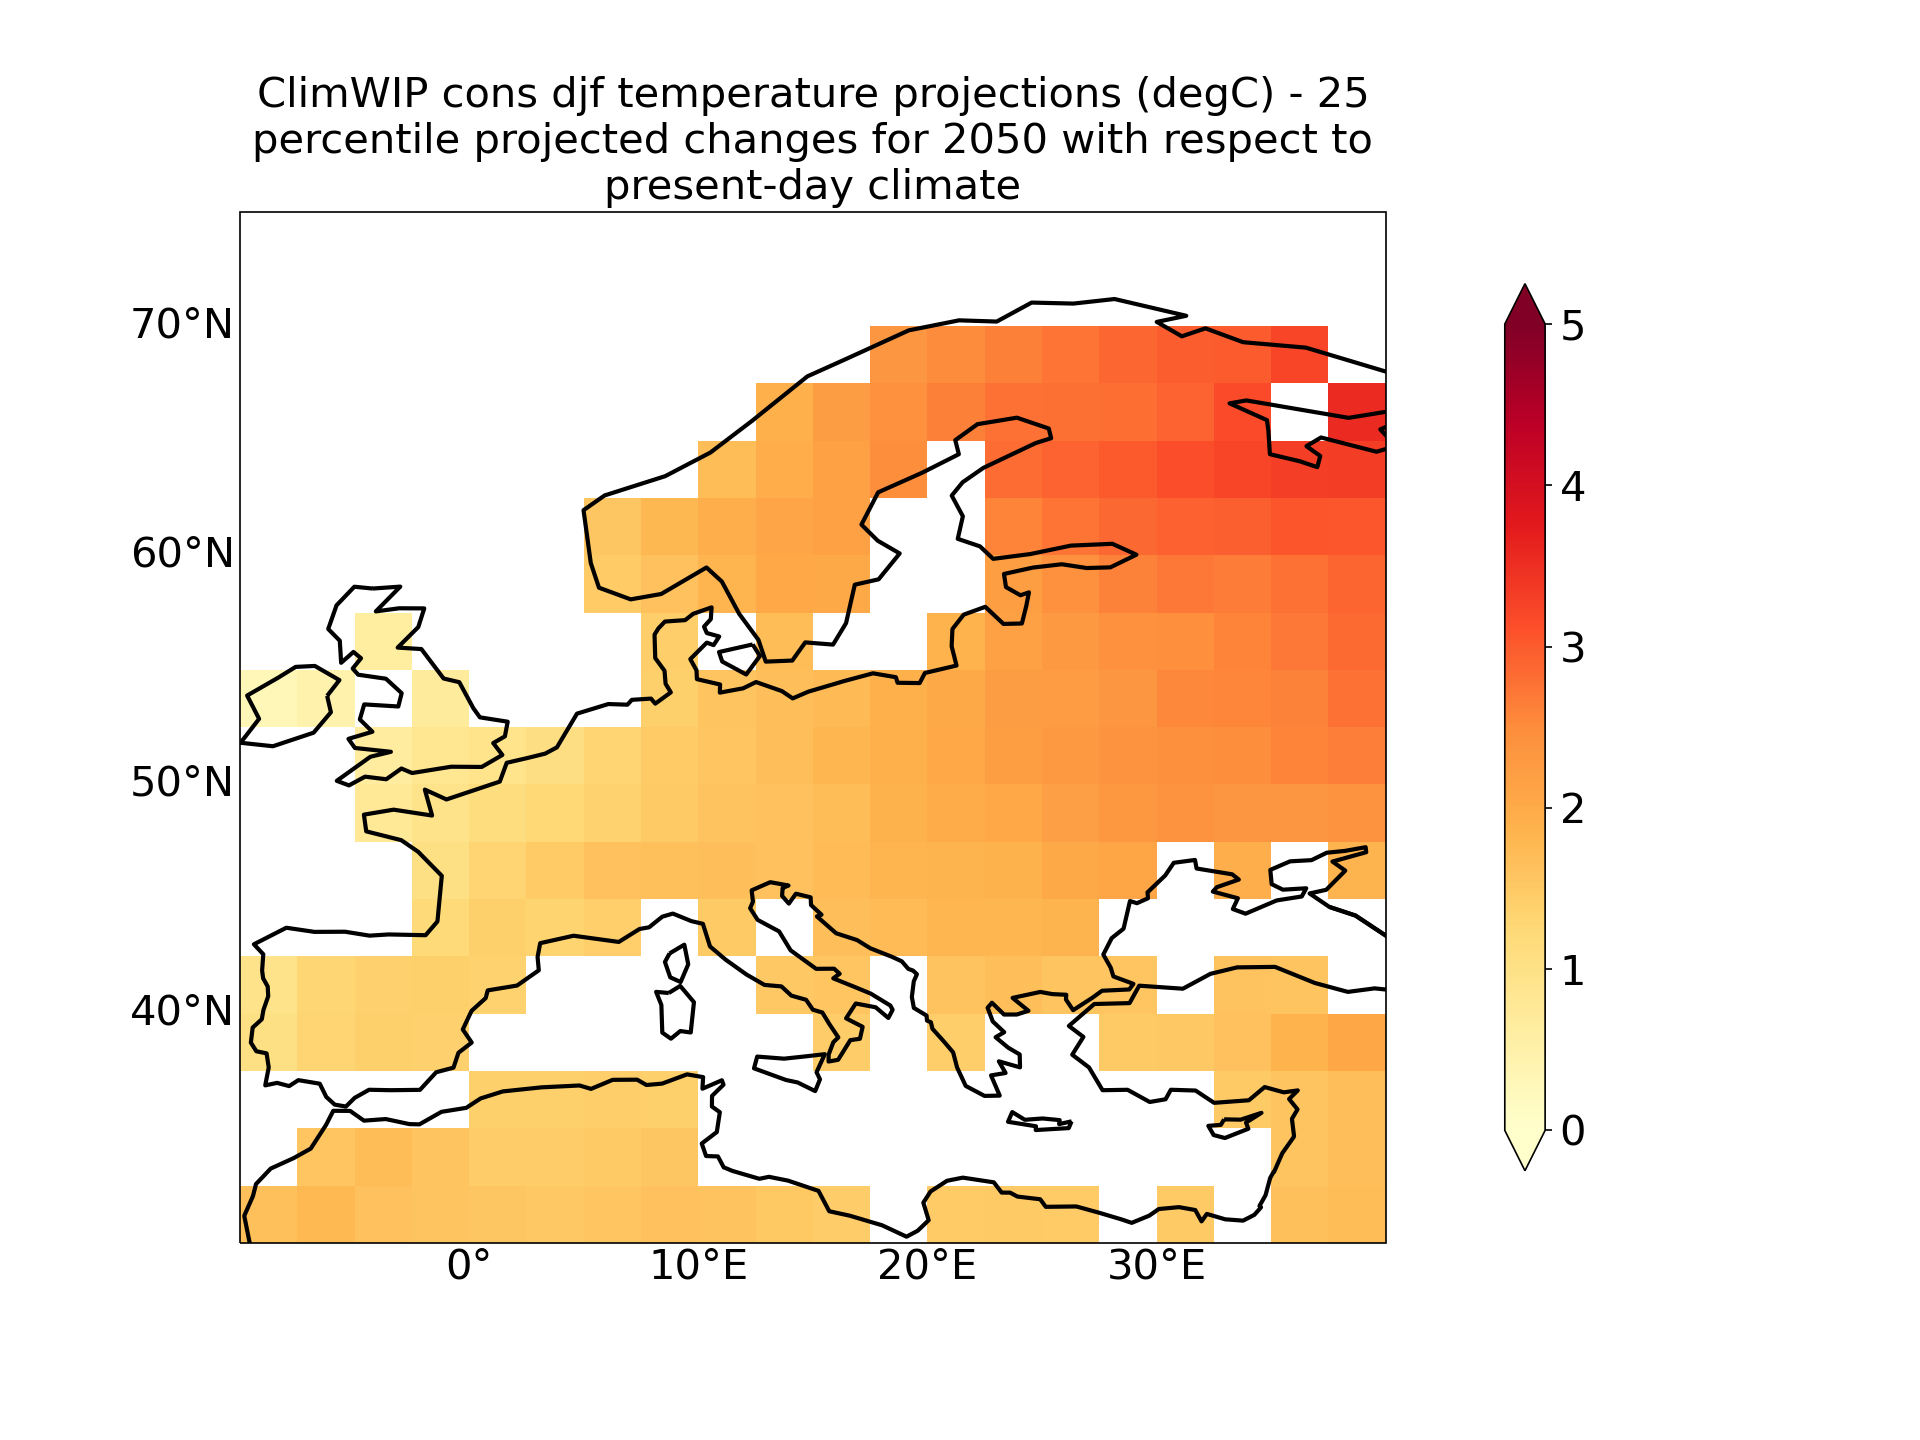 ClimWIP cons djf temperature projections (degC) - 25
percentile projected changes for 2050 with respect to
present-day climate
70°N
60°N
50°N
40°N
0°
10°E
20°E
30°E
5
4
3
2
1
0